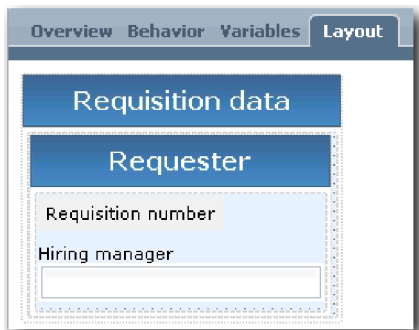 Overview Behavior Variables Layout
Requisition data
Requester
Requisition number
Hiring manager